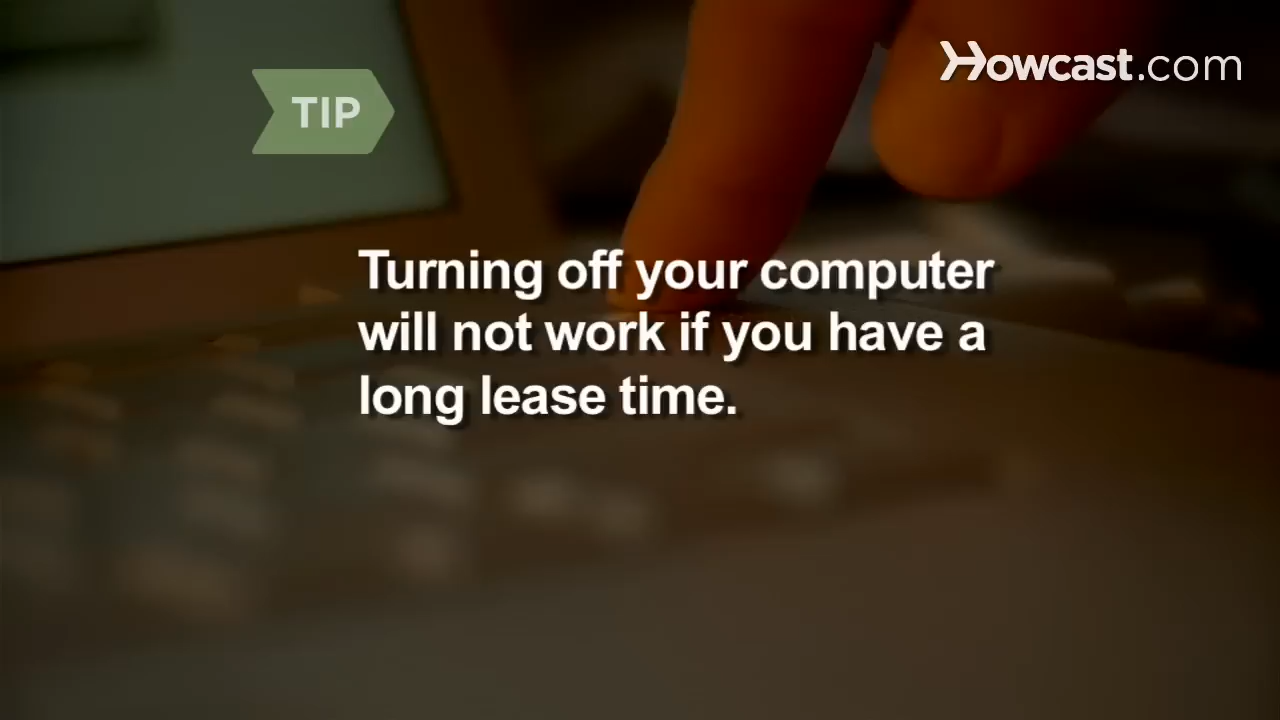 Howcast.com
TIP
Turning off your computer
will not work if you have a
long lease time.